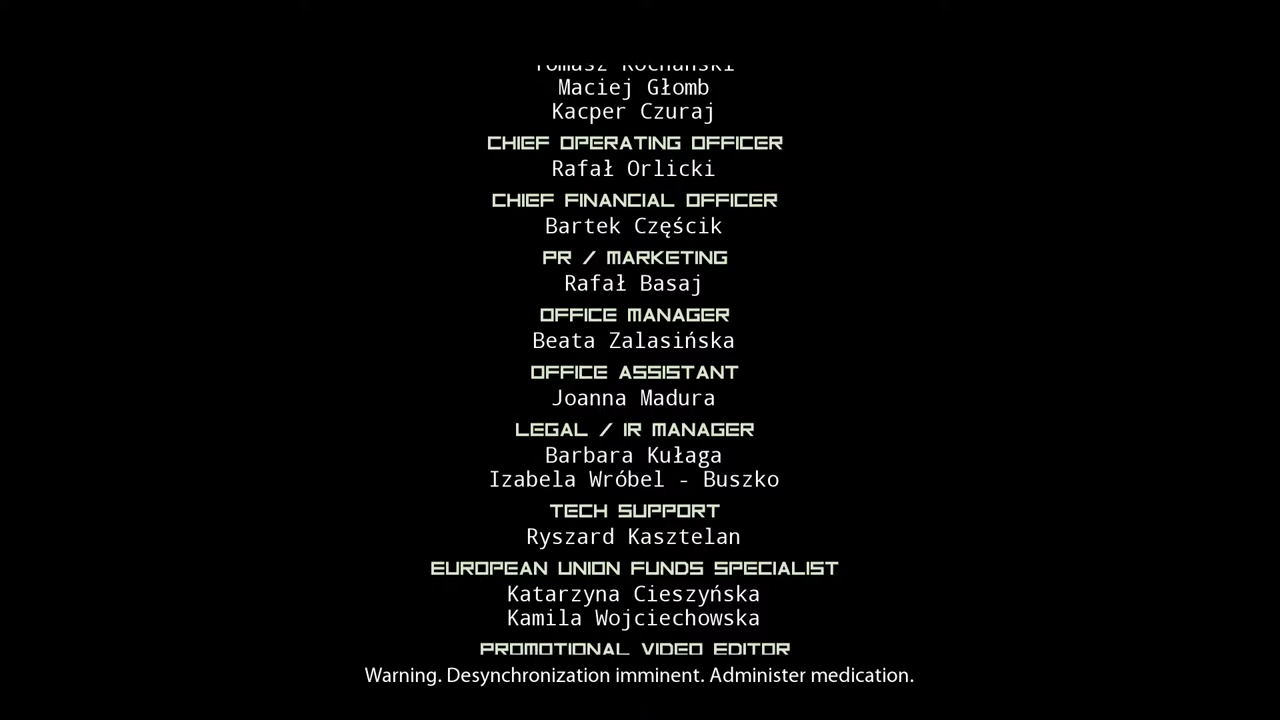 Maciej Głomb
Kacper Czuraj
CHIEF OPERATING OFFICER
Rafał Orlicki
CHIEF FINANCIAL OFFICER
Bartek Częścik
PR / MARKETING
Rafał Basaj
OFFICE MANAGER
Beata Zalasińska
OFFICE ASSISTANT
Joanna Madura
LEGAL / IR MANAGER
Barbara Kułaga
Izabela Wróbel - Buszko
TECH SUPPORT
Ryszard Kasztelan
EUROPEAN UNION FUNDS SPECIALIST
Katarzyna Cieszyńska
Kamila Wojciechowska
PROMOTIONAL VIDEO EDITOR
Warning. Desynchronization imminent. Administer medication.